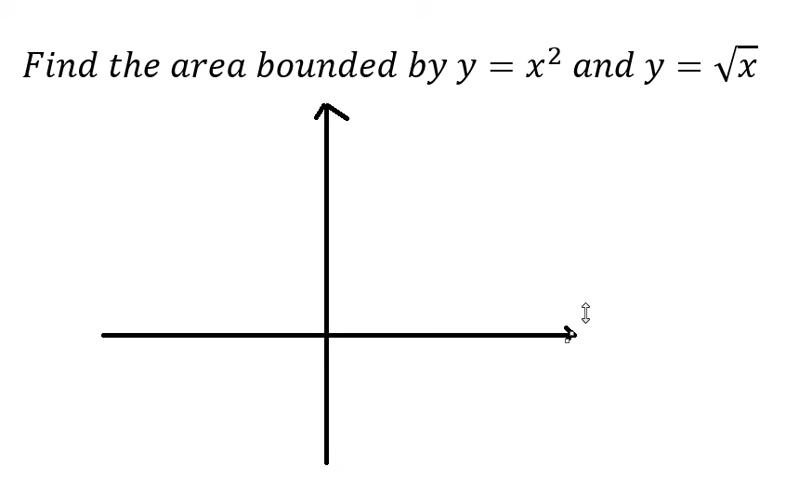 Find the area bounded by y = x² and y = √x